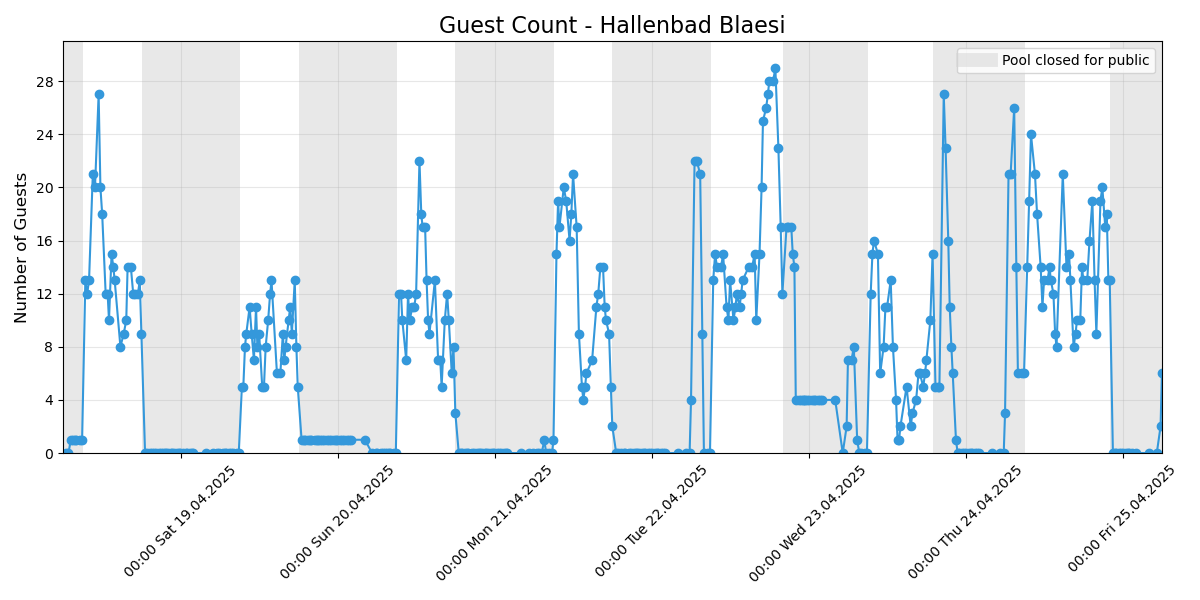 Guest Count - Hallenbad Blaesi
Pool closed for public
Number of Guests
28
24
20
16
12
8
4
0
00:00 Sat 19.04.2025
00:00 Sun 20.04.2025
00:00 Mon 21.04.2025
00:00 Tue 22.04.2025
00:00 Wed 23.04.2025
00:00 Thu 24.04.2025
00:00 Fri 25.04.2025